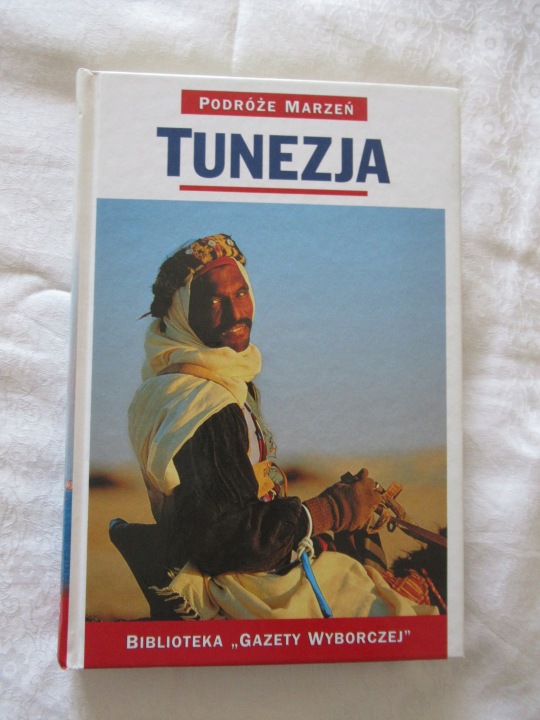 PODRÓŻE MARZEŃ
TUNEZJA
BIBLIOTEKA „GAZETY WYBORCZEJ"